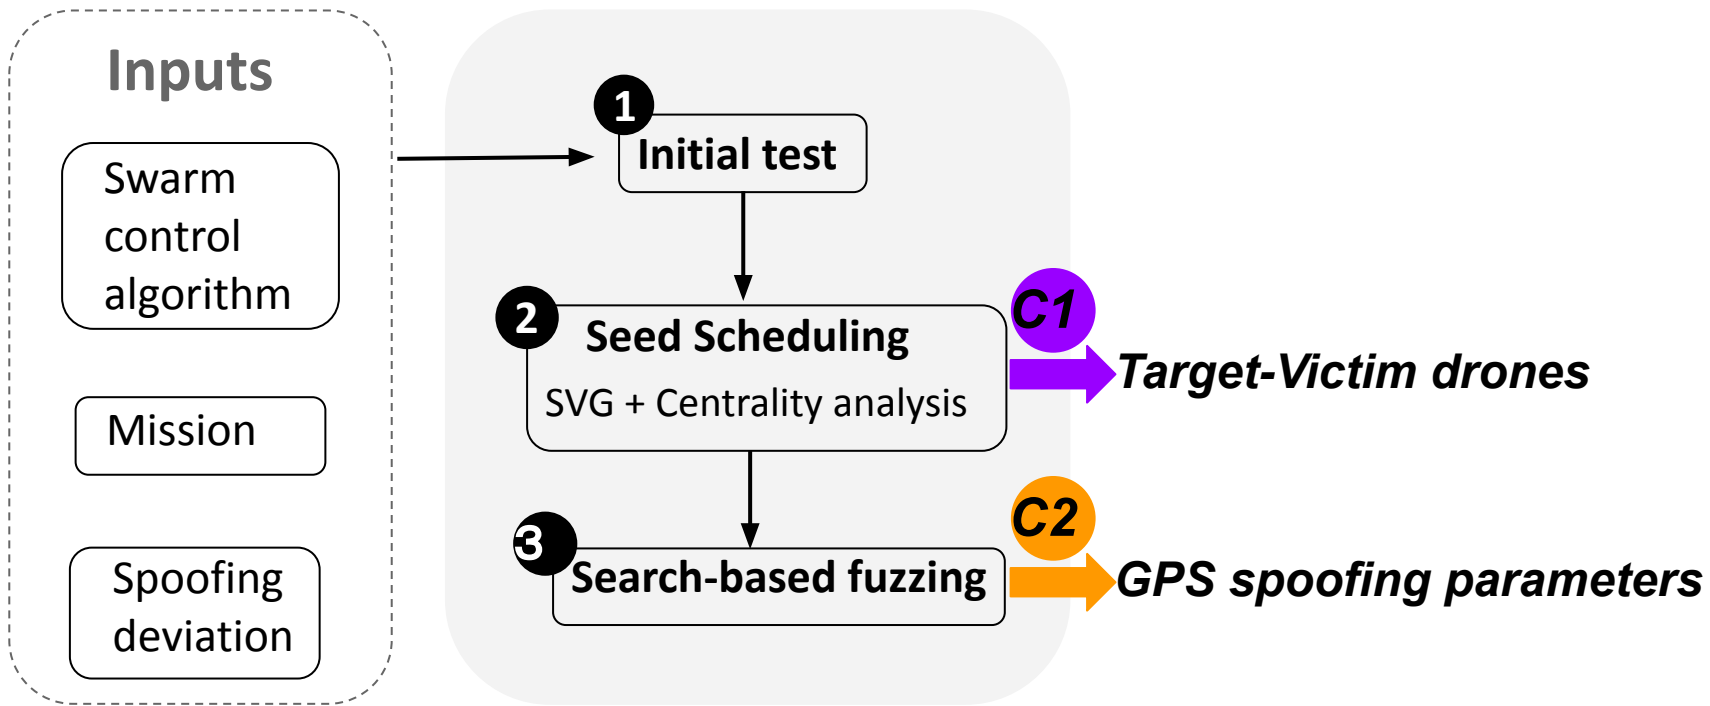 Inputs
Swarm
control
algorithm
Mission
Spoofing
deviation
1
Initial test
2
Seed Scheduling
SVG + Centrality analysis
C1
Target-Victim drones
3
Search-based fuzzing
C2
GPS spoofing parameters